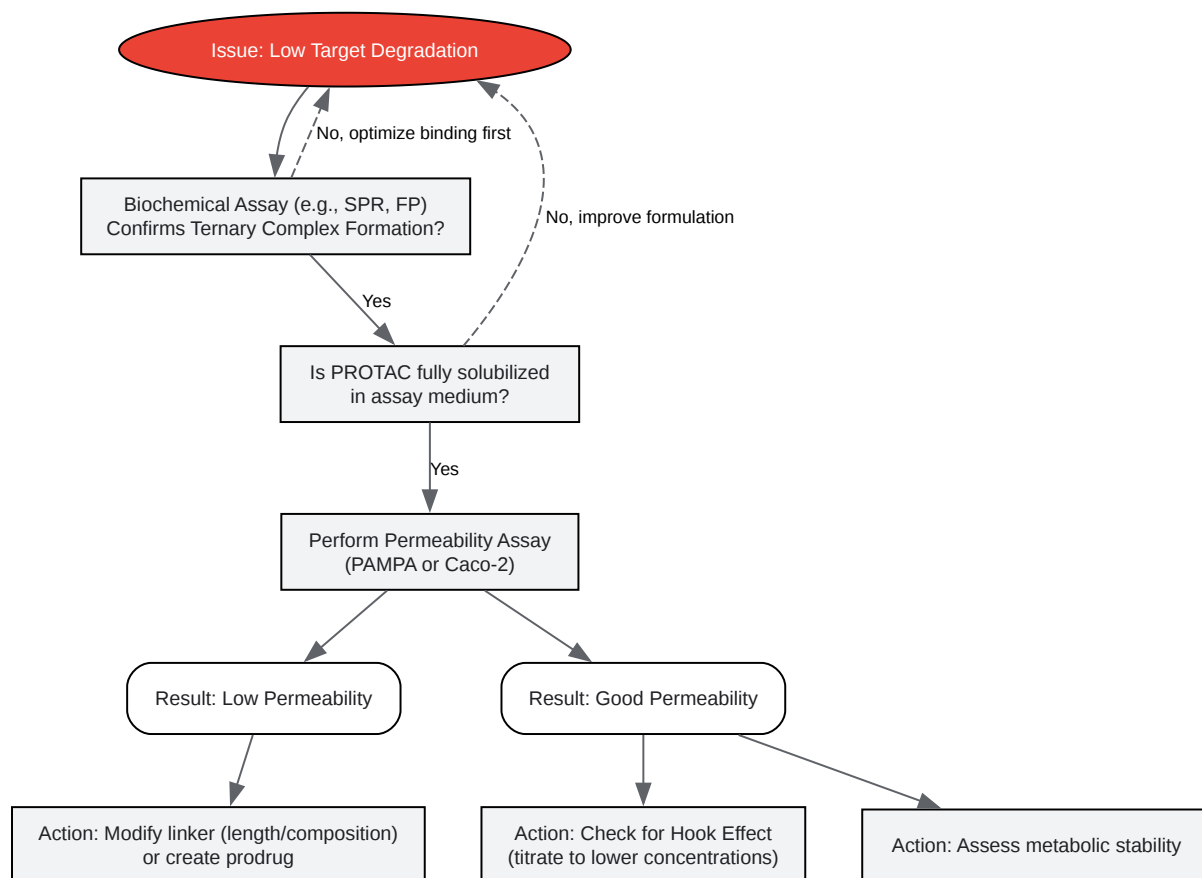 Issue: Low Target Degradation
No, optimize binding first
Biochemical Assay (e.g., SPR, FP)
Confirms Ternary Complex Formation?
No, improve formulation
Yes
Is PROTAC fully solubilized
in assay medium?
Yes
Perform Permeability Assay
(PAMPA or Caco-2)
Result: Low Permeability
Result: Good Permeability
Action: Modify linker (length/composition)
or create prodrug
Action: Check for Hook Effect
(titrate to lower concentrations)
Action: Assess metabolic stability